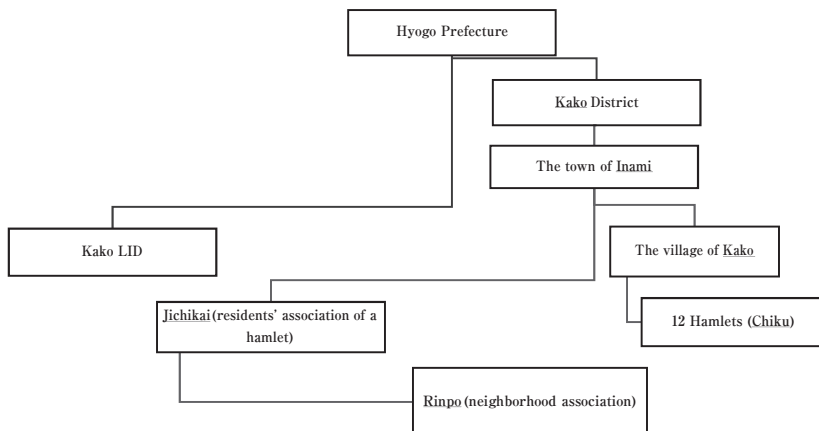 Hyogo Prefecture
Kako District
The town of Inami
Kako LID
The village of Kako
Jichikai (residents' association of a
hamlet)
12 Hamlets (Chiku)
Rinpo (neighborhood association)